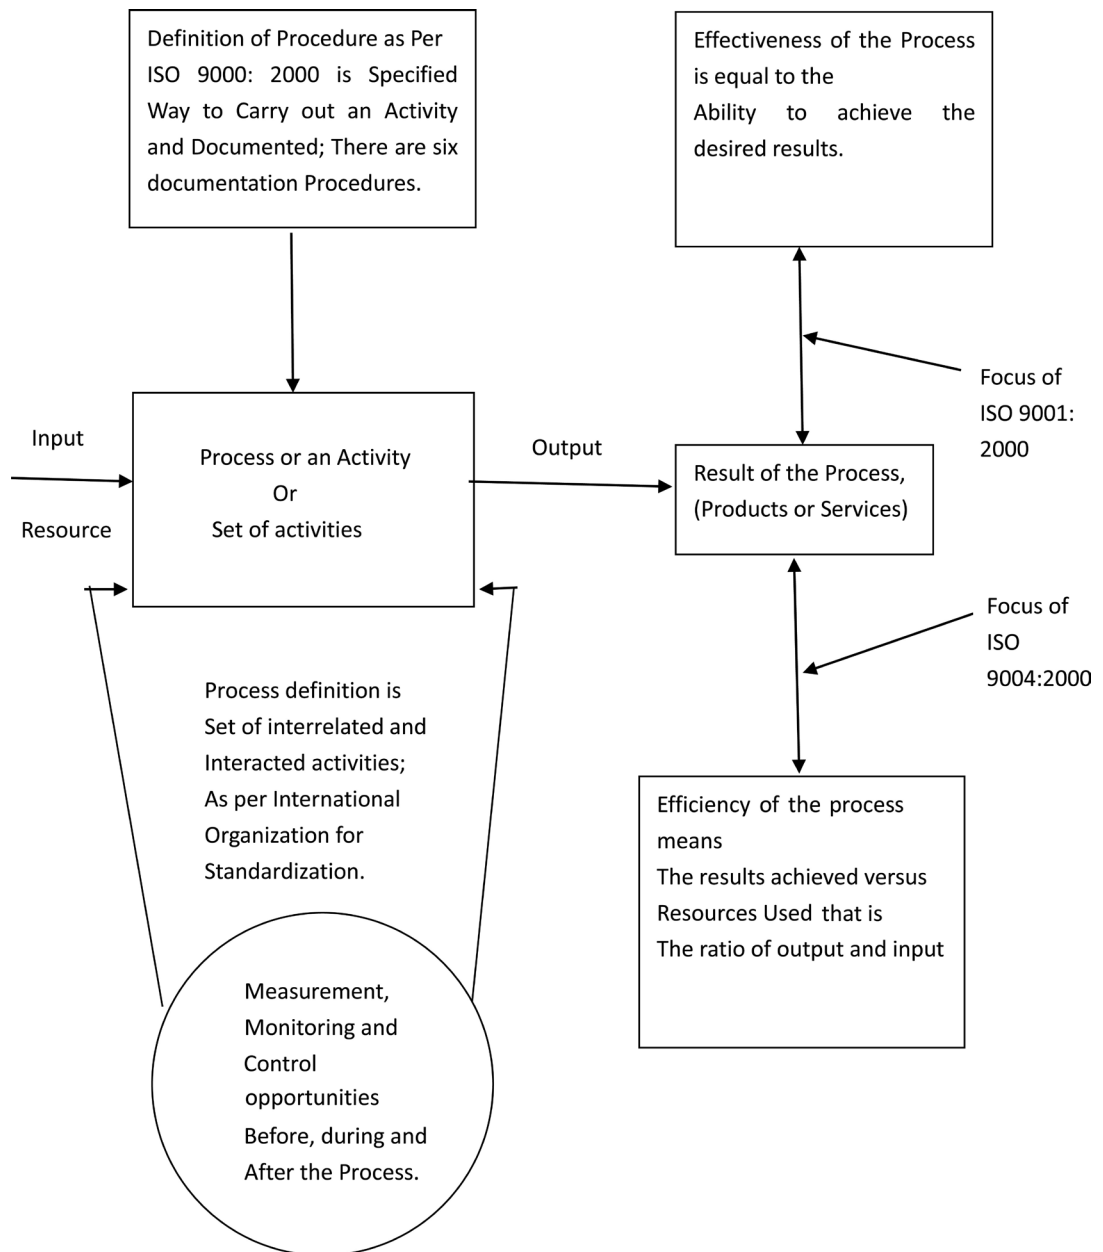 Definition of Procedure as Per
ISO 9000: 2000 is Specified
Way to Carry out an Activity
and Documented; There are six
documentation Procedures.
Effectiveness of the Process
is equal to the
Ability to achieve the
desired results.
Focus of
ISO 9001:
2000
Input
Resource
Process or an Activity
Or
Set of activities
Output
Result of the Process,
(Products or Services)
Focus of
ISO
9004:2000
Process definition is
Set of interrelated and
Interacted activities;
As per International
Organization for
Standardization.
Efficiency of the process
means
The results achieved versus
Resources Used that is
The ratio of output and input
Measurement,
Monitoring and
Control
opportunities
Before, during and
After the Process.